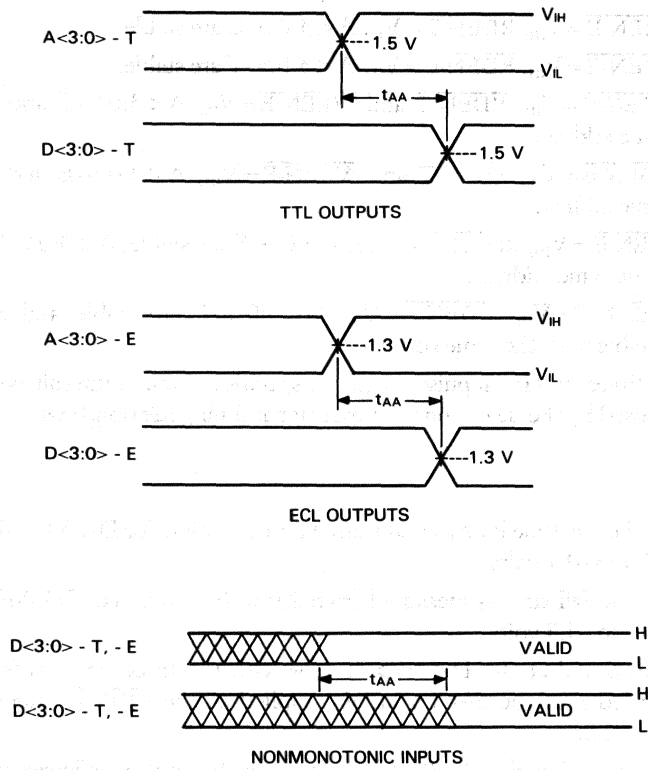 VIH
A<3:0> - T
1.5 V
VIL
tAA
D<3:0> - T
1.5 V
TTL OUTPUTS
VIH
A<3:0> - E
1.3 V
VIL
tAA
D<3:0> - E
1.3 V
ECL OUTPUTS
H
D<3:0> - T, - E
VALID
L
tAA
H
D<3:0> - T, - E
VALID
L
NONMONOTONIC INPUTS